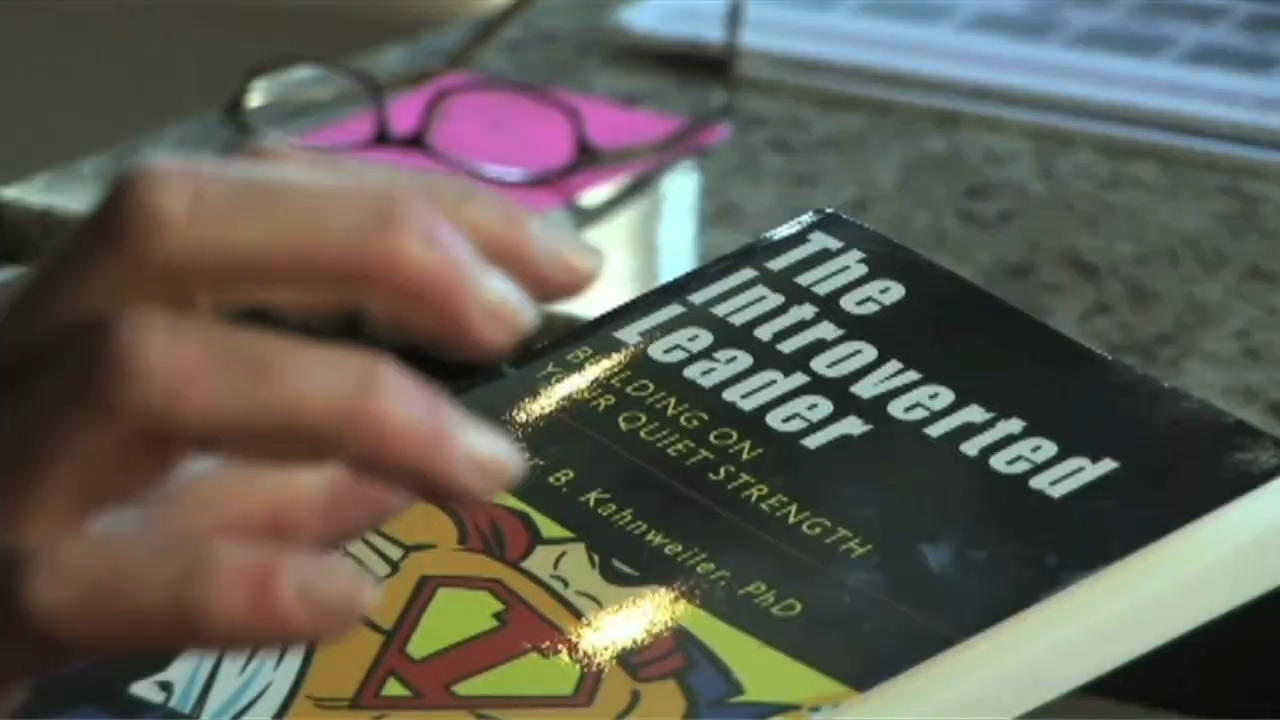 The
Introverted
Leader
BUILDING ON
YOUR QUIET STRENGTH
B. Kahnweiler, PhD